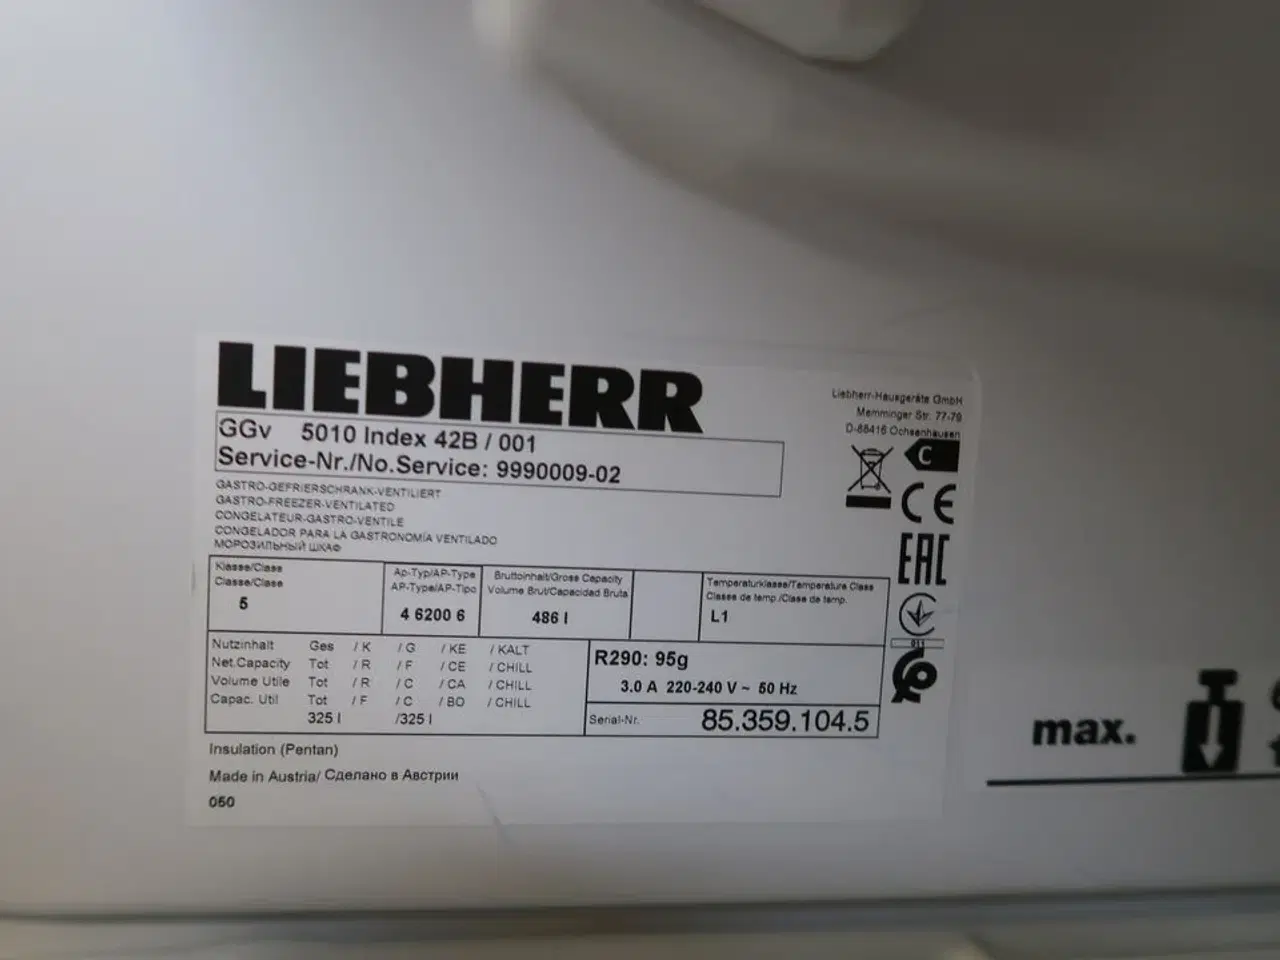 LIEBHERR
Liebherr-Hausgeräte GmbH
Memminger Str. 77-79
D-88416 Ochsenhausen
GGv 5010 Index 42B / 001
Service-Nr./No.Service: 9990009-02
C
CE
EAC
GASTRO-GEFRIERSCHRANK-VENTILIERT
GASTRO-FREEZER-VENTILATED
CONGELATEUR-GASTRO-VENTILE
CONGELADOR PARA LA GASTRONOMÍA VENTILADO
МОРОЗИЛЬНЫЙ ШКАФ
Klasse/Class
Classe/Clase
5
Ap-Typ/AP-Type
AP-Type/AP-Tipo
4 6200 6
Bruttoinhalt/Gross Capacity
Volume Brut/Capacidad Bruta
486 l
Temperaturklasse/Temperature Class
Classe de temp./Clase de temp.
L1
011
Nutzinhalt Ges / K / G / KE / KALT
Net.Capacity Tot / R / F / CE / CHILL
Volume Utile Tot / R / C / CA / CHILL
Capac. Util Tot / F / C / BO / CHILL
325 l /325 l
R290: 95g
3.0 A 220-240 V ~ 50 Hz
Serial-Nr. 85.359.104.5
Insulation (Pentan)
Made in Austria/ Сделано в Австрии
050
max.